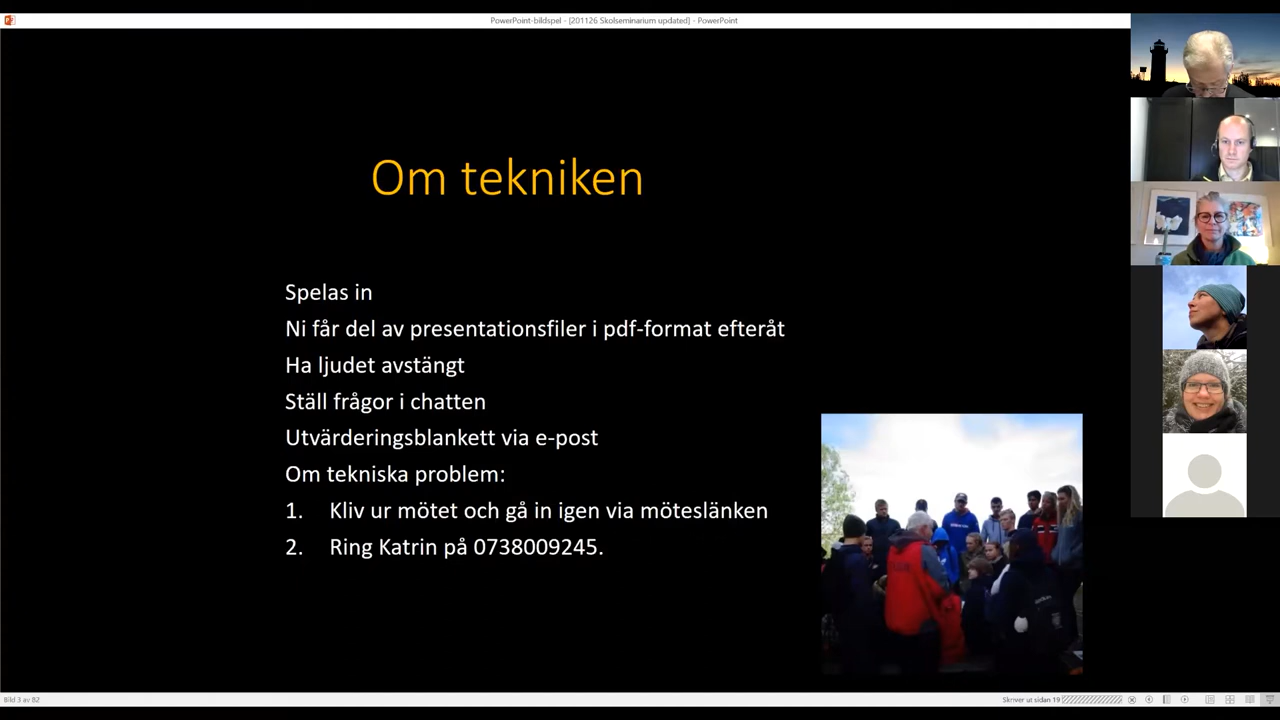 PowerPoint-bildspel - [201126 Skolseminarium updated] - PowerPoint
Om tekniken
Spelas in
Ni får del av presentationsfiler i pdf-format efteråt
Ha ljudet avstängt
Ställ frågor i chatten
Utvärderingsblankett via e-post
Om tekniska problem:
1. Kliv ur mötet och gå in igen via möteslänken
2. Ring Katrin på 0738009245.
Bild 3 av 82
Skriver ut sidan 19